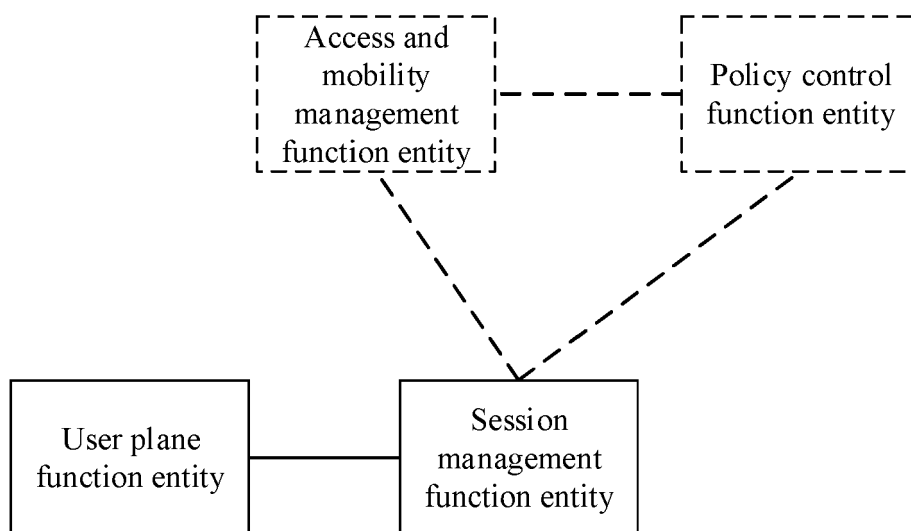 Access and
mobility
management
function entity
Policy control
function entity
User plane
function entity
Session
management
function entity